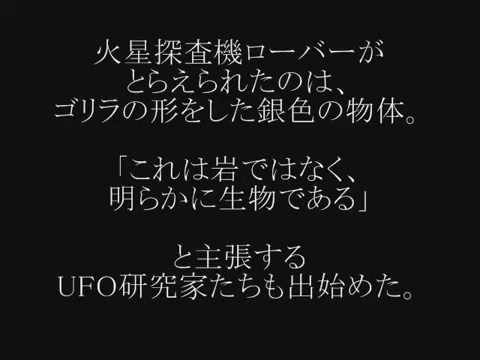 火星探査機ローバーが
とらえられたのは、
ゴリラの形をした銀色の物体。
「これは岩ではなく、
明らかに生物である」
と主張する
UFO研究家たちも出始めた。